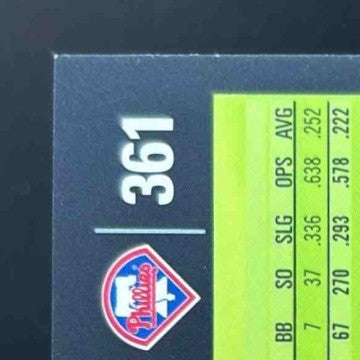 361
Phillies
BB SO SLG OPS AVG
7 37 .336 .638 .252
67 270 .293 .578 .222